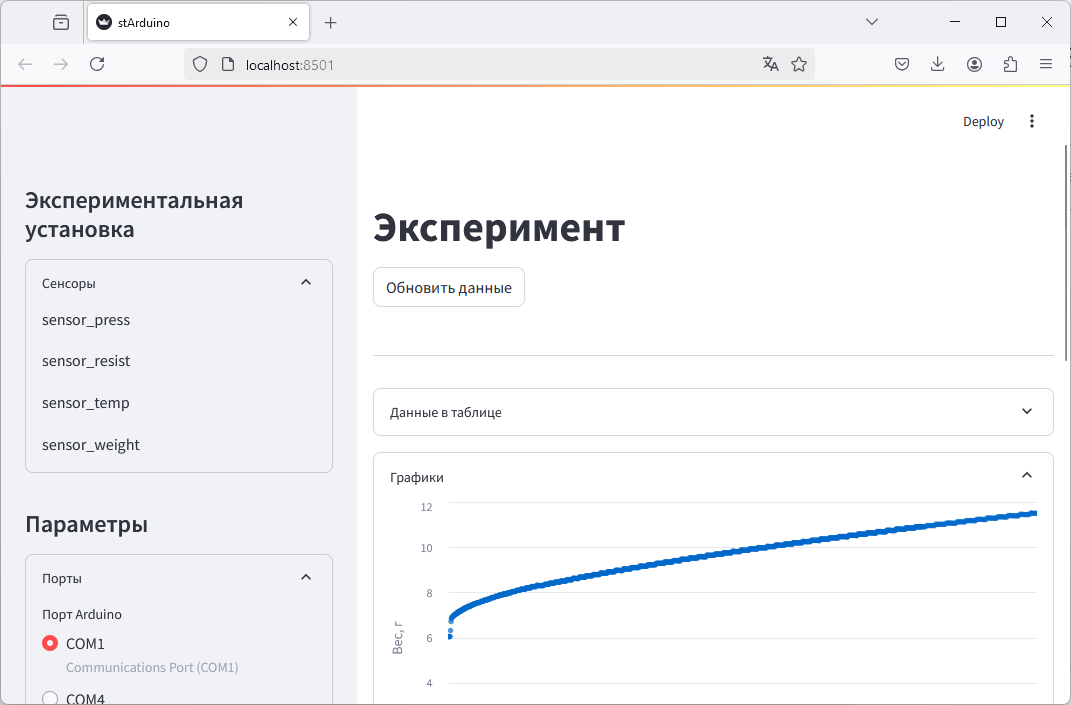 stArduino
localhost:8501
Deploy
Экспериментальная
установка
Сенсоры
sensor_press
sensor_resist
sensor_temp
sensor_weight
Параметры
Порты
Порт Arduino
COM1
Communications Port (COM1)
COM4
Эксперимент
Обновить данные
Данные в таблице
Графики
12
10
8
6
4
Вес, г